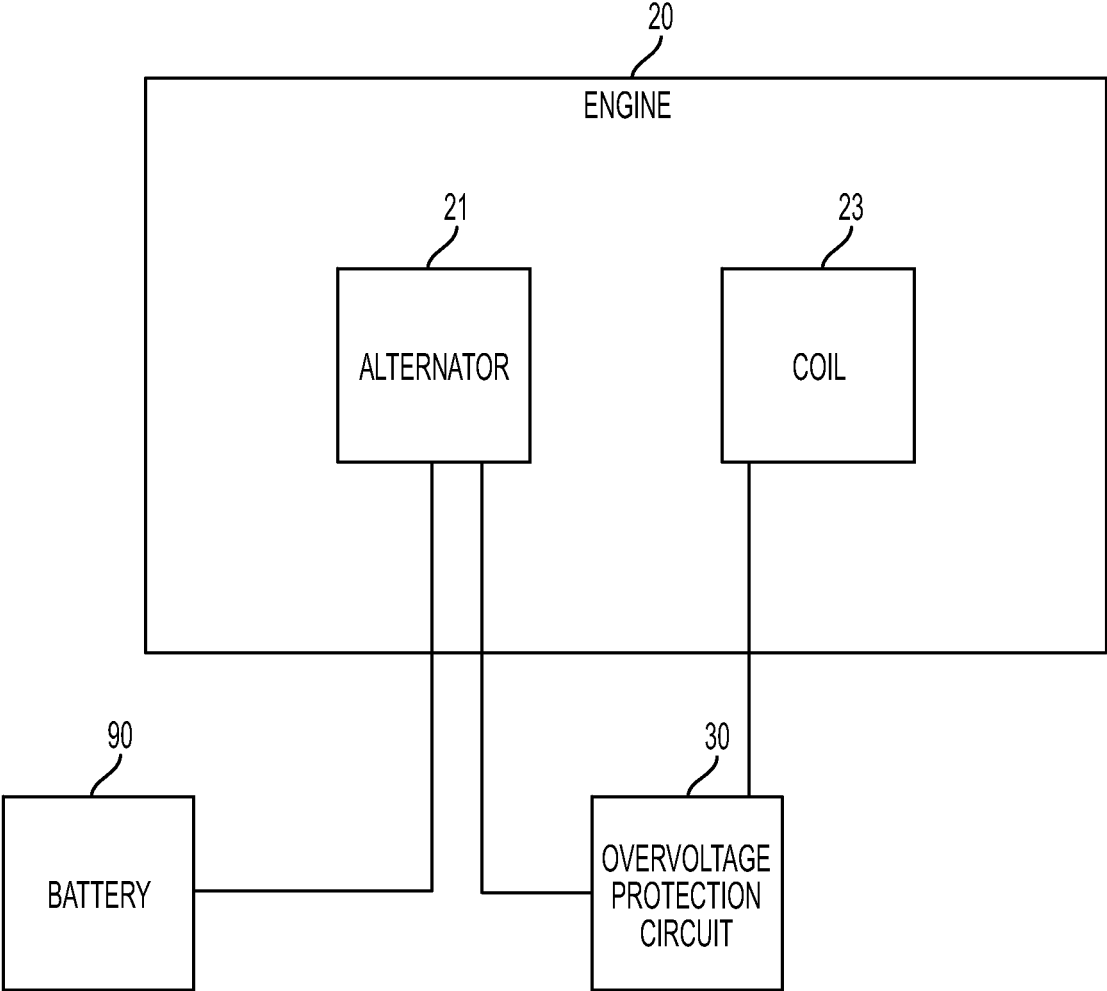 20
ENGINE
21
23
ALTERNATOR
COIL
90
30
BATTERY
OVERVOLTAGE
PROTECTION
CIRCUIT